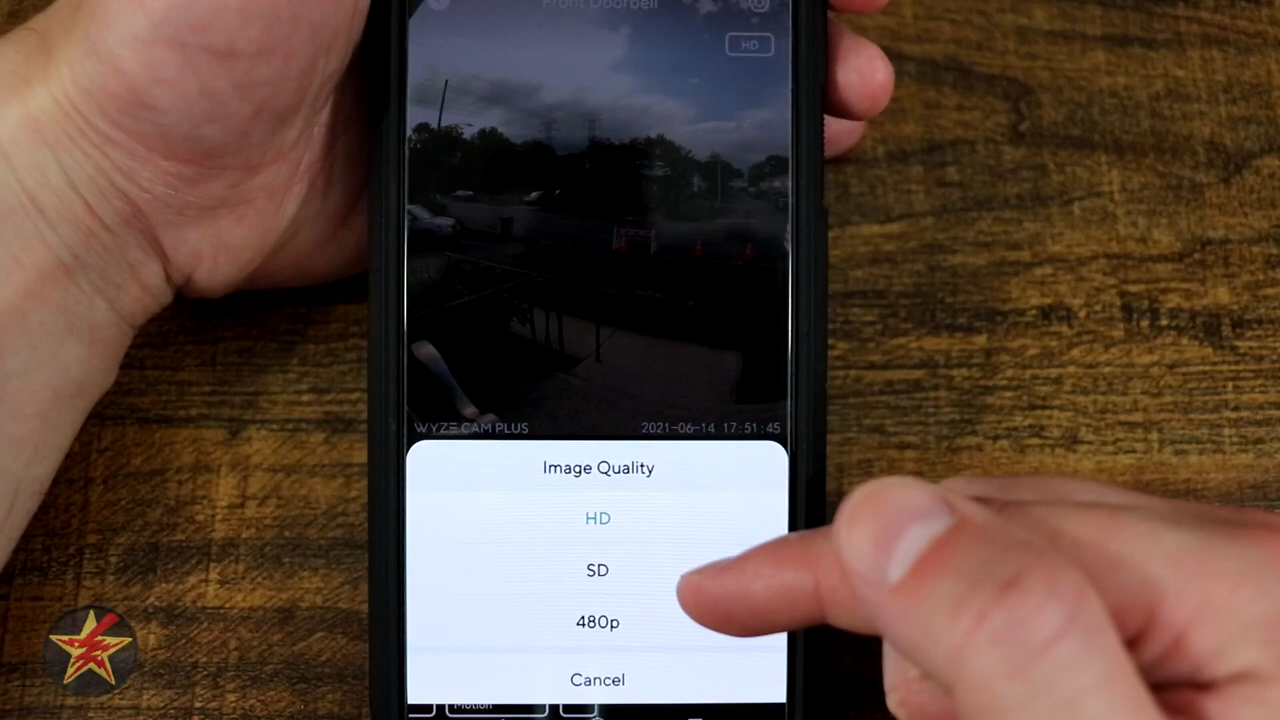 Front Doorbell
HD
WYZE CAM PLUS 2021-06-14 17:51:45
Image Quality
HD
SD
480p
Cancel
Motion